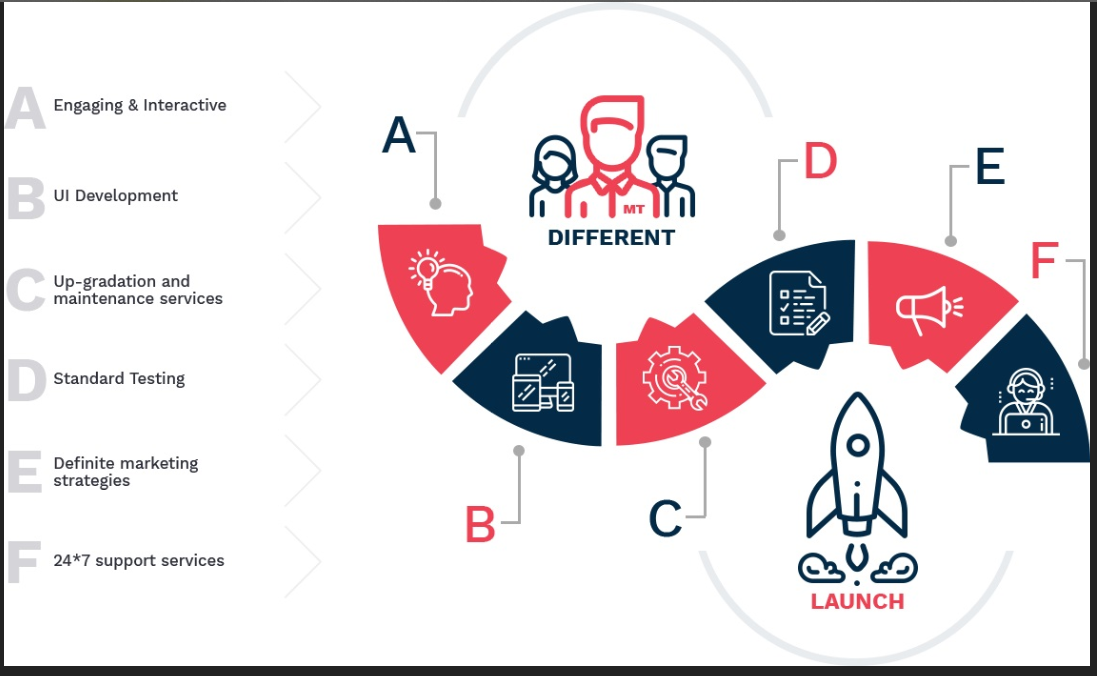 A Engaging & Interactive
B UI Development
C Up-gradation and
maintenance services
D Standard Testing
E Definite marketing
strategies
F 24*7 support services
A
MT
DIFFERENT
B
C
D
E
F
LAUNCH